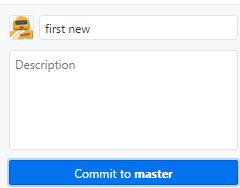 first new
Description
Commit to master